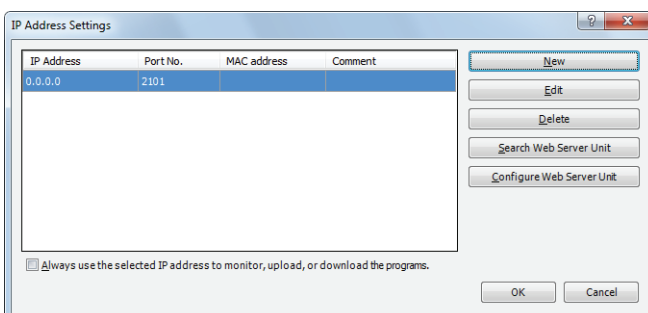 IP Address Settings
IP Address Port No. MAC address Comment
0.0.0.0 2101
New
Edit
Delete
Search Web Server Unit
Configure Web Server Unit
Always use the selected IP address to monitor, upload, or download the programs.
OK Cancel